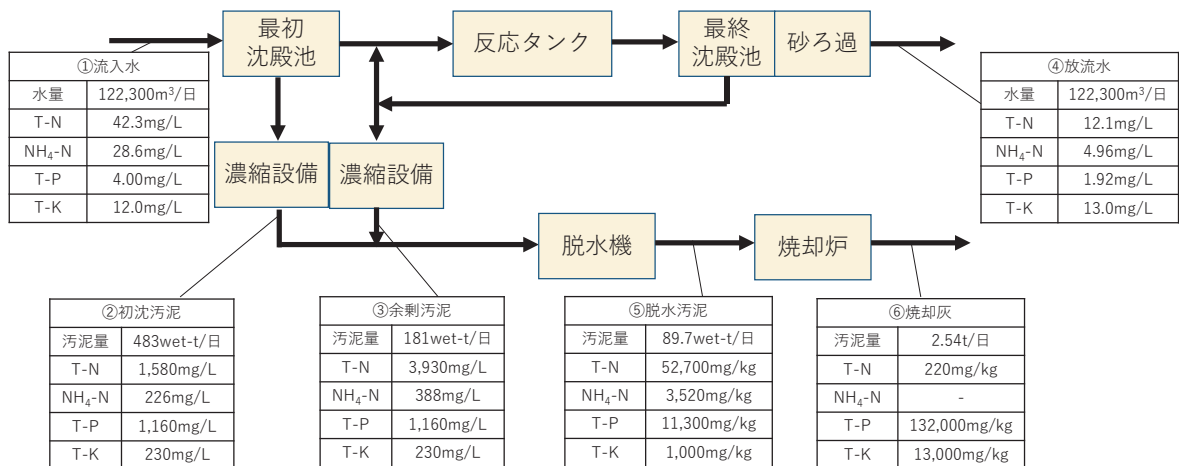 最初
沈殿池
反応タンク
最終
沈殿池
砂ろ過
①流入水
水量 122,300m³/日
T-N 42.3mg/L
NH₄-N 28.6mg/L
T-P 4.00mg/L
T-K 12.0mg/L
④放流水
水量 122,300m³/日
T-N 12.1mg/L
NH₄-N 4.96mg/L
T-P 1.92mg/L
T-K 13.0mg/L
濃縮設備
濃縮設備
脱水機
焼却炉
②初沈汚泥
汚泥量 483wet-t/日
T-N 1,580mg/L
NH₄-N 226mg/L
T-P 1,160mg/L
T-K 230mg/L
③余剰汚泥
汚泥量 181wet-t/日
T-N 3,930mg/L
NH₄-N 388mg/L
T-P 1,160mg/L
T-K 230mg/L
⑤脱水汚泥
汚泥量 89.7wet-t/日
T-N 52,700mg/kg
NH₄-N 3,520mg/kg
T-P 11,300mg/kg
T-K 1,000mg/kg
⑥焼却灰
汚泥量 2.54t/日
T-N 220mg/kg
NH₄-N -
T-P 132,000mg/kg
T-K 13,000mg/kg